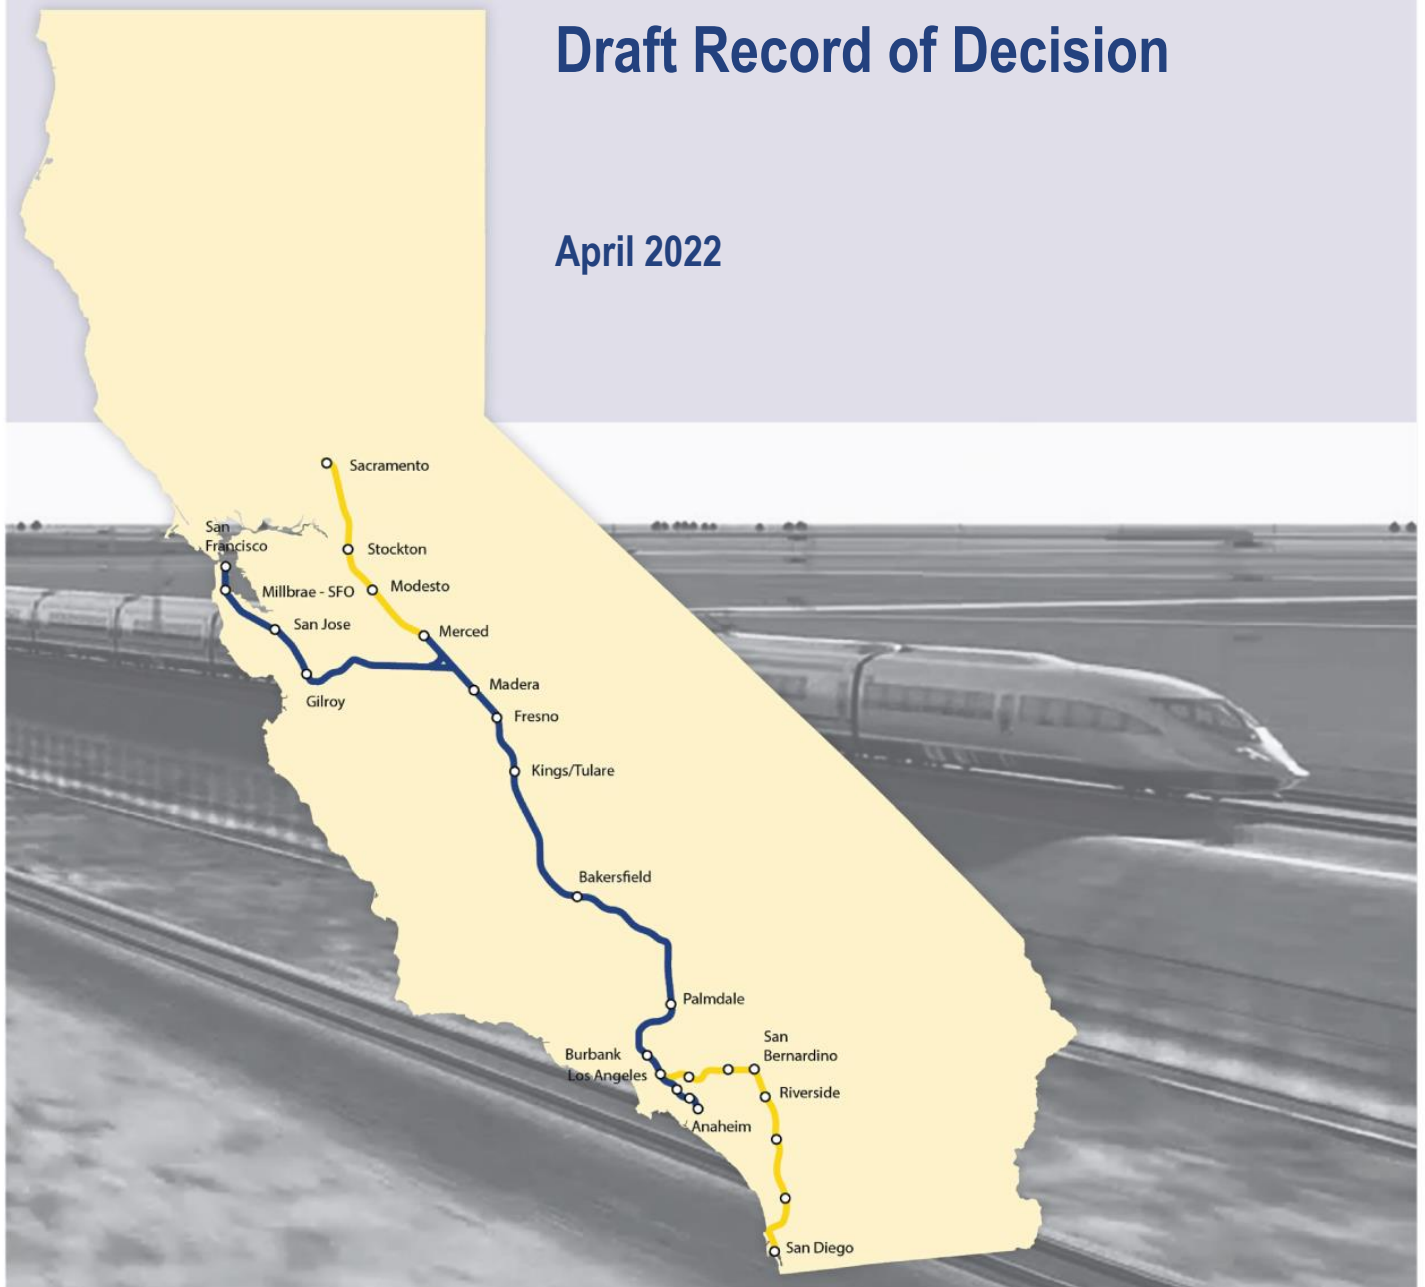 Draft Record of Decision
April 2022
Sacramento
San
Francisco
Stockton
Millbrae - SFO
Modesto
San Jose
Merced
Gilroy
Madera
Fresno
Kings/Tulare
Bakersfield
Palmdale
San
Bernardino
Burbank
Los Angeles
Riverside
Anaheim
San Diego